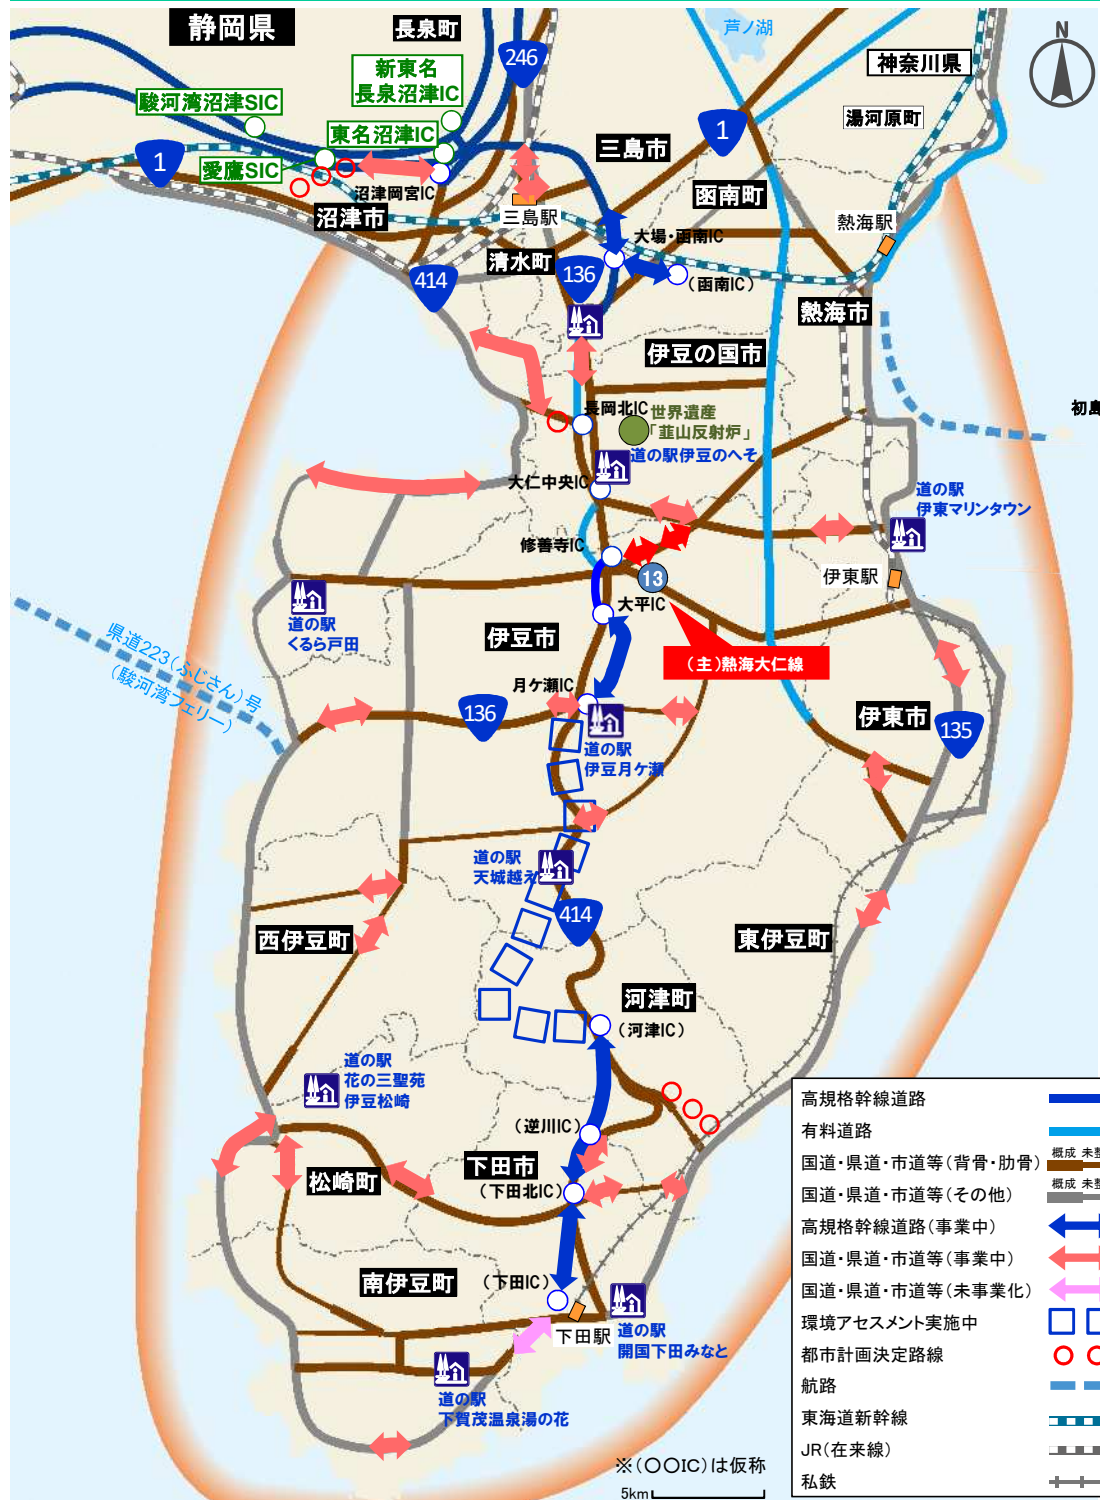 静岡県
長泉町
芦ノ湖
N
246
神奈川県
新東名
長泉沼津IC
駿河湾沼津SIC
湯河原町
東名沼津IC
1
三島市
1
愛鷹SIC
沼津岡宮IC
函南町
沼津市
三島駅
熱海駅
大場・函南IC
清水町
136
414
(函南IC)
熱海市
伊豆の国市
長岡北IC
世界遺産
「韮山反射炉」
初島
道の駅伊豆のへそ
大仁中央IC
道の駅
伊東マリンタウン
修善寺IC
13
伊東駅
大平IC
道の駅
くるら戸田
伊豆市
県道223(ふじさん)号
(駿河湾フェリー)
(主)熱海大仁線
月ケ瀬IC
136
伊東市
135
道の駅
伊豆月ケ瀬
道の駅
天城越え
414
西伊豆町
東伊豆町
河津町
(河津IC)
道の駅
花の三聖苑
伊豆松崎
(逆川IC)
下田市
松崎町
(下田北IC)
南伊豆町
(下田IC)
下田駅
道の駅
開国下田みなと
道の駅
下賀茂温泉湯の花
高規格幹線道路
有料道路
国道・県道・市道等(背骨・肋骨) 概成 未整
国道・県道・市道等(その他) 概成 未整
高規格幹線道路(事業中)
国道・県道・市道等(事業中)
国道・県道・市道等(未事業化)
環境アセスメント実施中
都市計画決定路線
航路
東海道新幹線
JR(在来線)
私鉄
※(○○IC)は仮称
5km